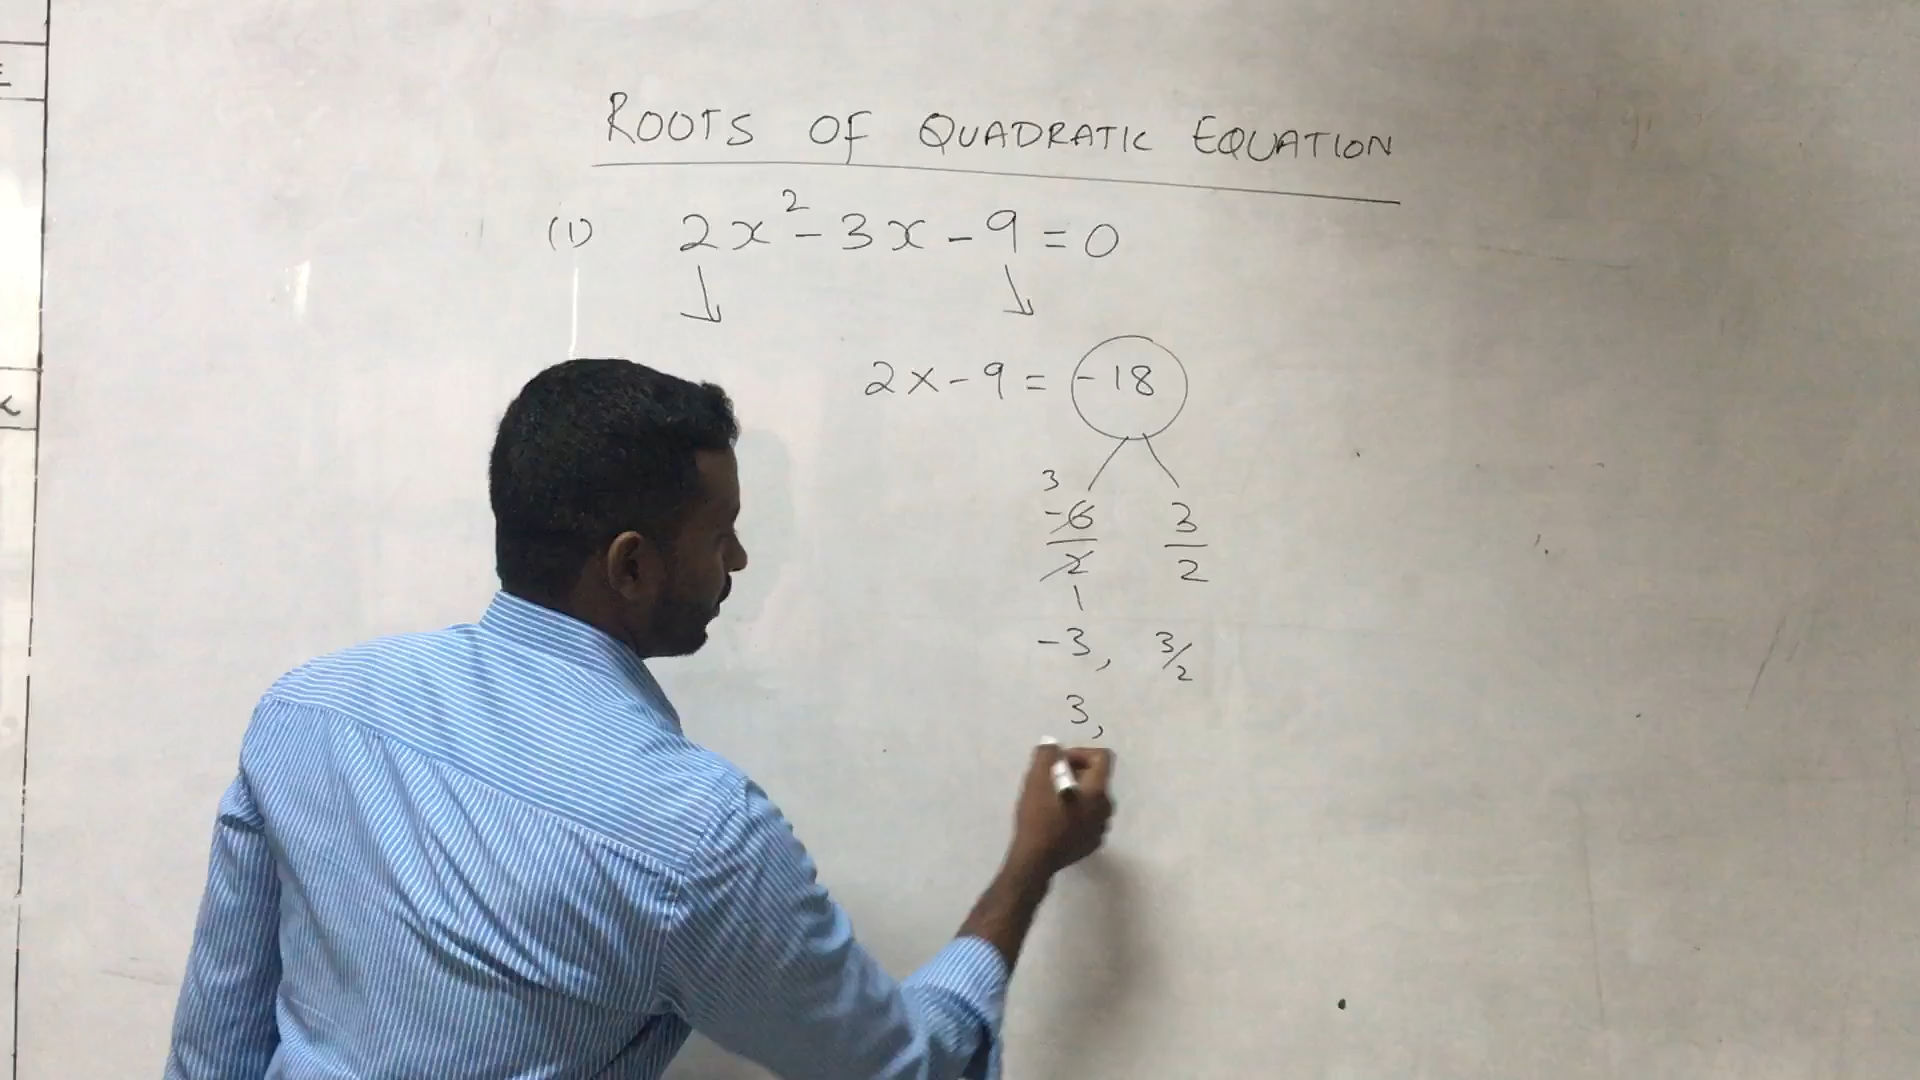 ROOTS OF QUADRATIC EQUATION
(1) 2x² - 3x - 9 = 0
2 x - 9 = -18
3
-6 3
2 2
1
-3, 3/2
3,